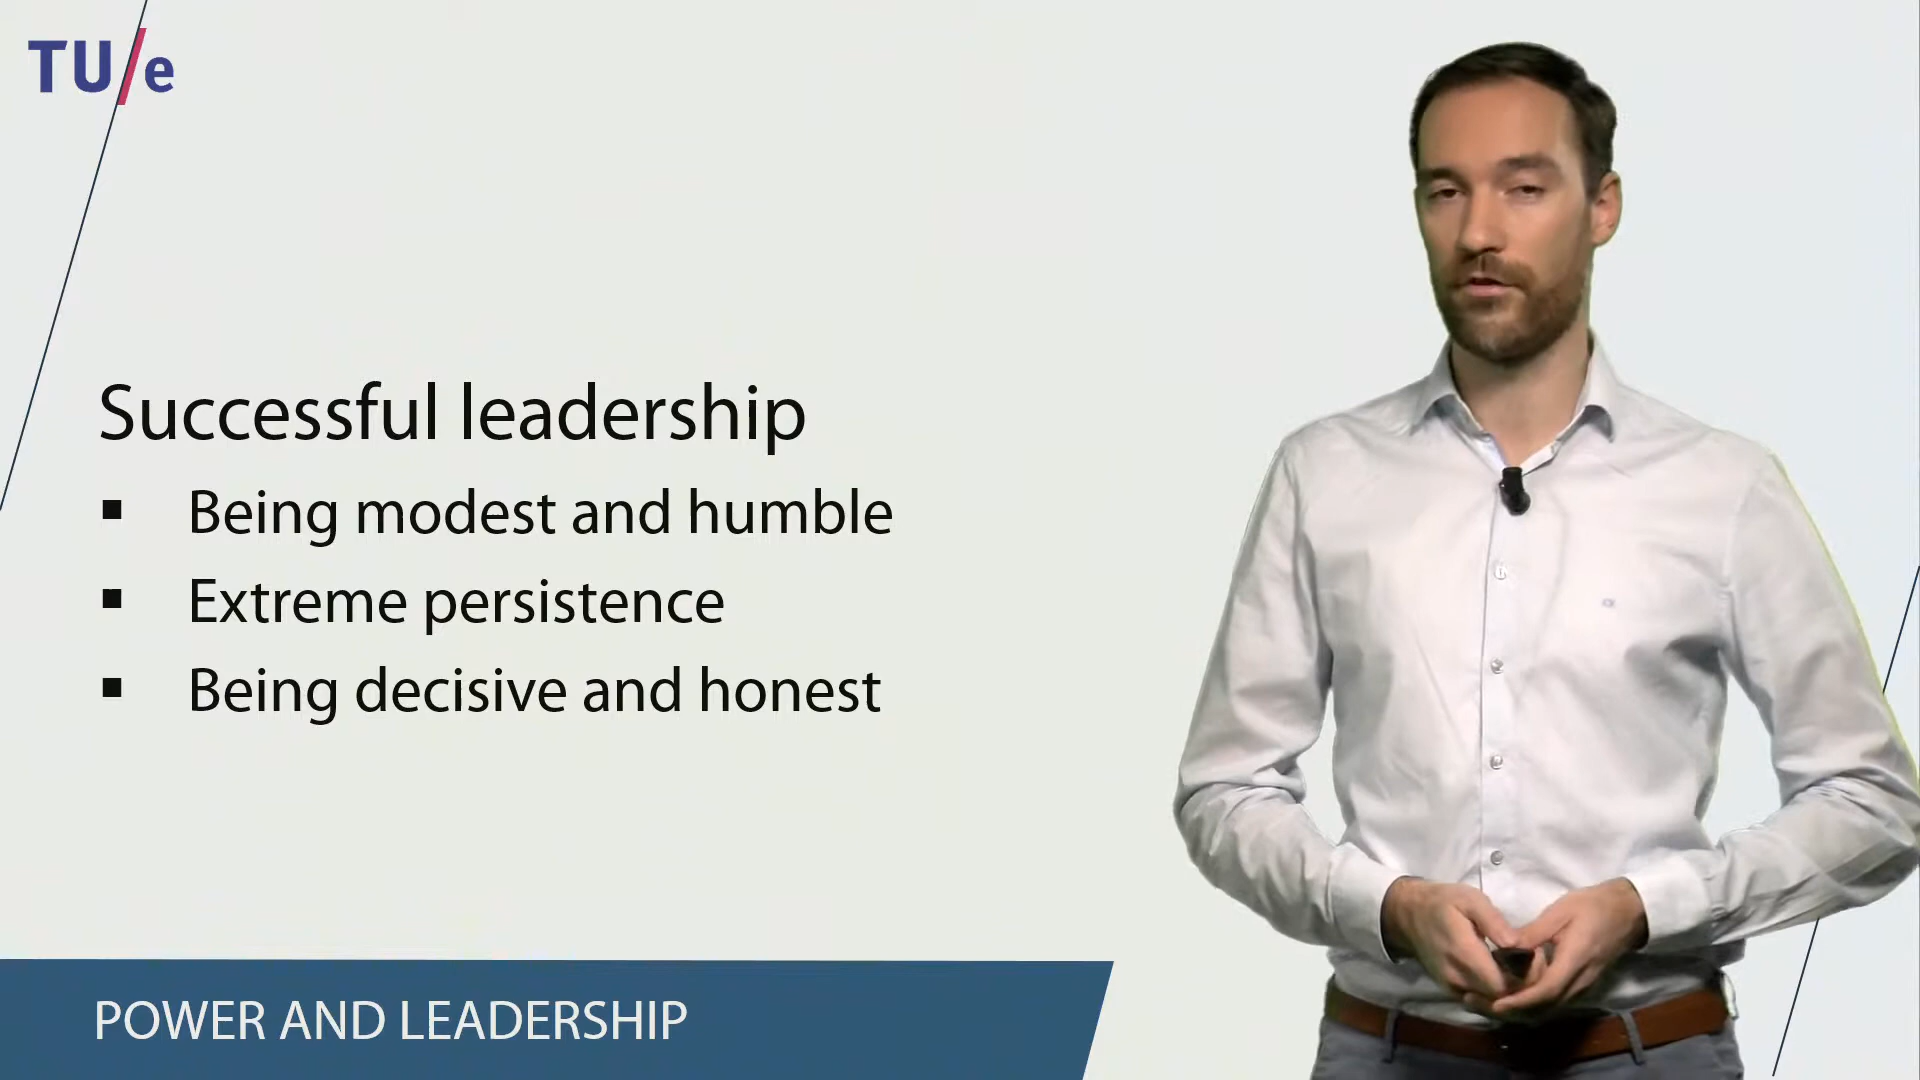 TU/e
Successful leadership
▪ Being modest and humble
▪ Extreme persistence
▪ Being decisive and honest
POWER AND LEADERSHIP